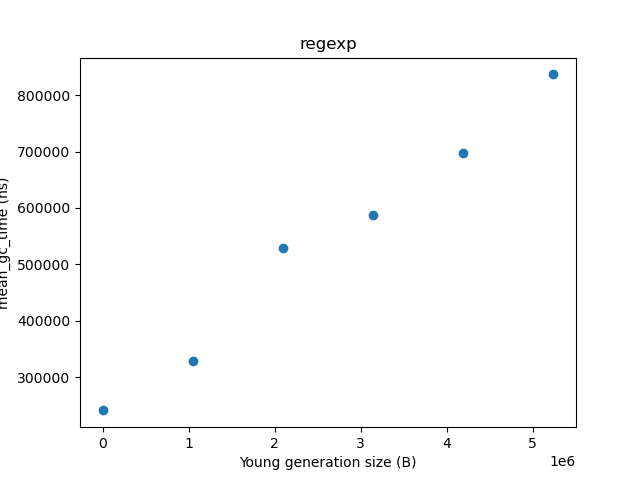 regexp
mean_gc_time (ns)
800000
700000
600000
500000
400000
300000
0 1 2 3 4 5
1e6
Young generation size (B)